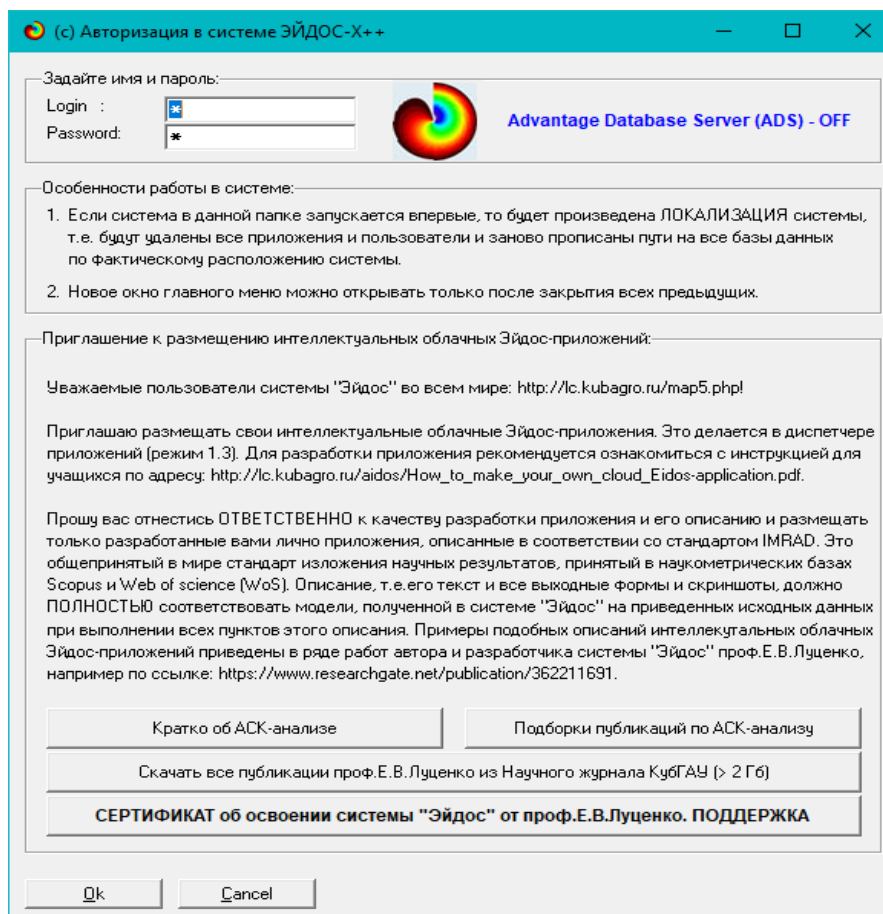 (c) Авторизация в системе ЭЙДОС-X++
Задайте имя и пароль:
Login :
*
Password:
*
Advantage Database Server (ADS) - OFF
Особенности работы в системе:
1. Если система в данной папке запускается впервые, то будет произведена ЛОКАЛИЗАЦИЯ системы,
т.е. будут удалены все приложения и пользователи и заново прописаны пути на все базы данных
по фактическому расположению системы.
2. Новое окно главного меню можно открывать только после закрытия всех предыдущих.
Приглашение к размещению интеллектуальных облачных Эйдос-приложений:
Уважаемые пользователи системы "Эйдос" во всем мире: http://lc.kubagro.ru/map5.php!
Приглашаю размещать свои интеллектуальные облачные Эйдос-приложения. Это делается в диспетчере
приложений (режим 1.3). Для разработки приложения рекомендуется ознакомиться с инструкцией для
учащихся по адресу: http://lc.kubagro.ru/aidos/How_to_make_your_own_cloud_Eidos-application.pdf.
Прошу вас отнестись ОТВЕТСТВЕННО к качеству разработки приложения и его описанию и размещать
только разработанные вами лично приложения, описанные в соответствии со стандартом IMRAD. Это
общепринятый в мире стандарт изложения научных результатов, принятый в наукометрических базах
Scopus и Web of science (WoS). Описание, т.е.его текст и все выходные формы и скриншоты, должно
ПОЛНОСТЬЮ соответствовать модели, полученной в системе "Эйдос" на приведенных исходных данных
при выполнении всех пунктов этого описания. Примеры подобных описаний интеллекутальных облачных
Эйдос-приложений приведены в ряде работ автора и разработчика системы "Эйдос" проф.Е.В.Луценко,
например по ссылке: https://www.researchgate.net/publication/362211691.
Кратко об АСК-анализе
Подборки публикаций по АСК-анализу
Скачать все публикации проф.Е.В.Луценко из Научного журнала КубГАУ (> 2 Гб)
СЕРТИФИКАТ об освоении системы "Эйдос" от проф.Е.В.Луценко. ПОДДЕРЖКА
Ok
Cancel